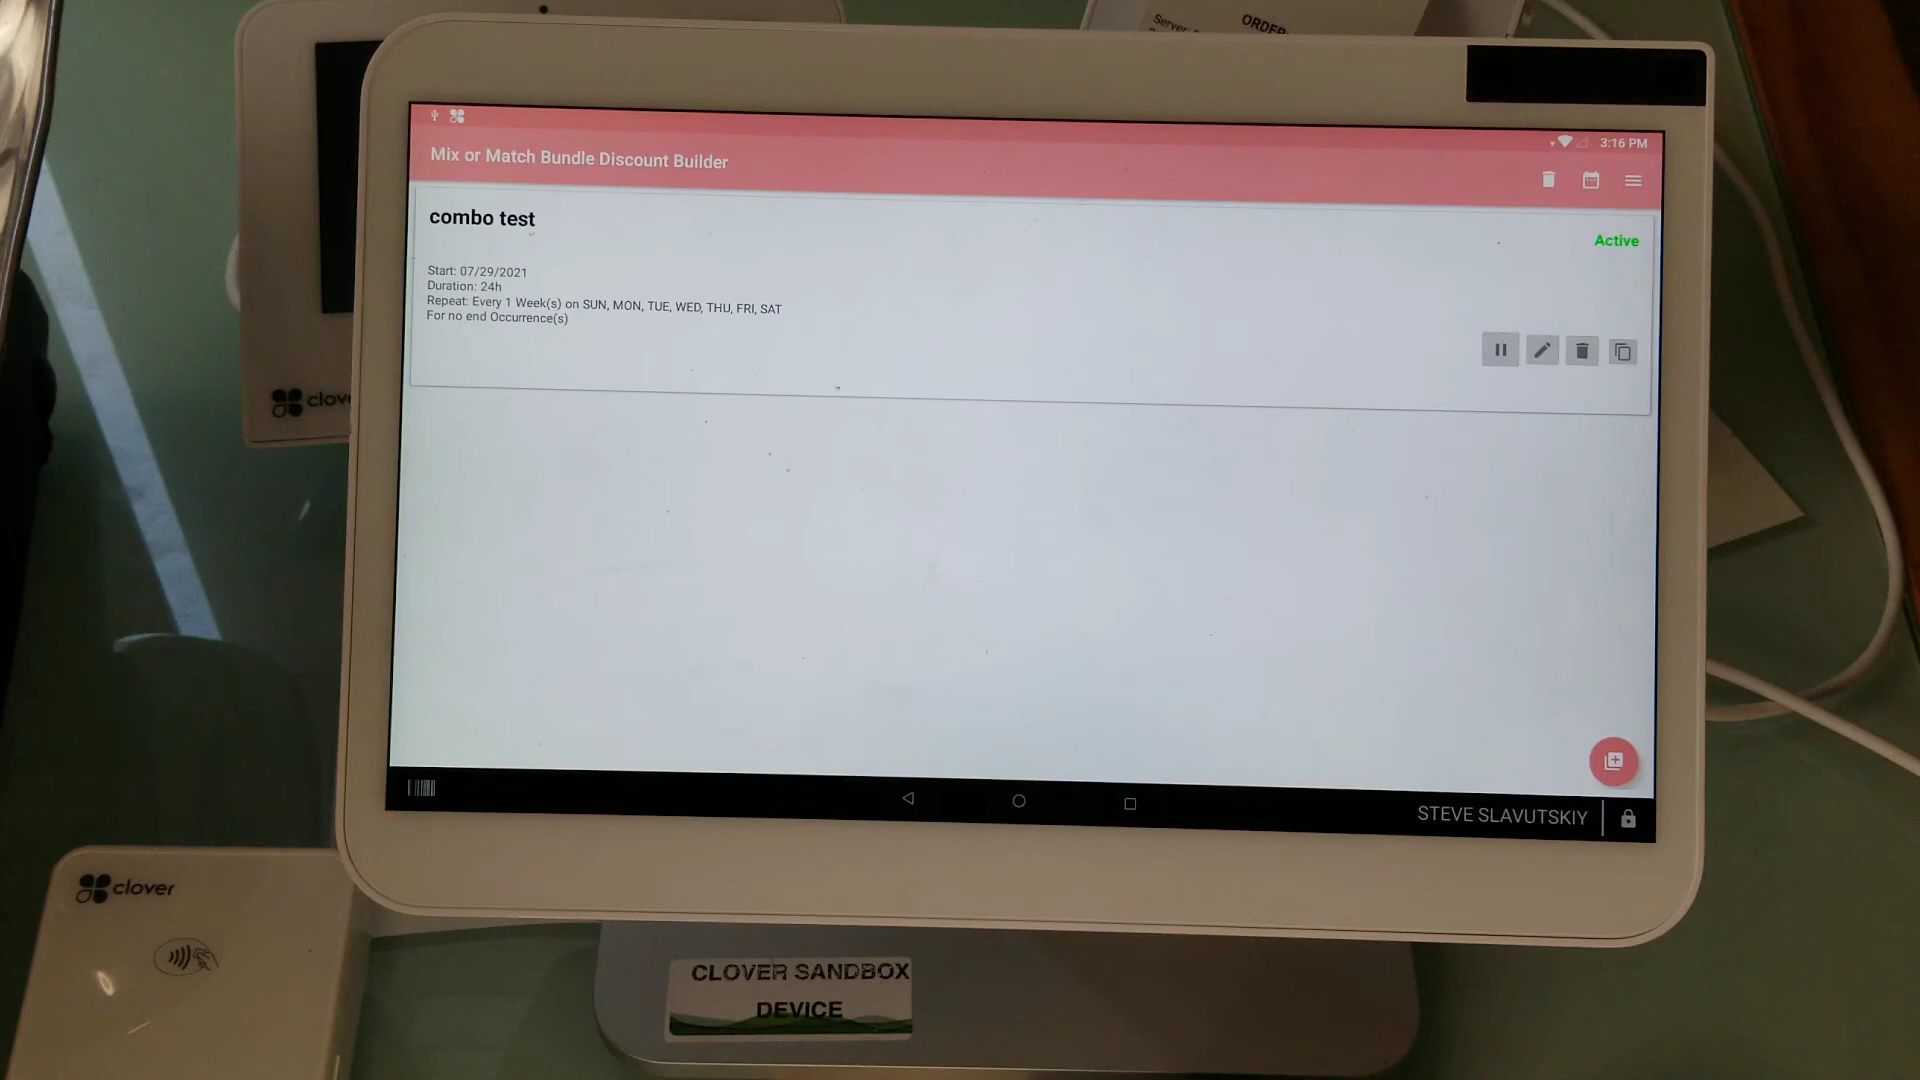 ORDER
3:16 PM
Mix or Match Bundle Discount Builder
combo test
Active
Start: 07/29/2021
Duration: 24h
Repeat: Every 1 Week(s) on SUN, MON, TUE, WED, THU, FRI, SAT
For no end Occurrence(s)
clov
STEVE SLAVUTSKIY
clover
CLOVER SANDBOX
DEVICE